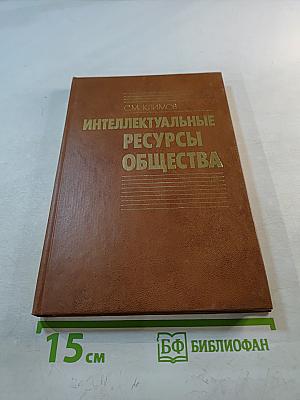 С.М. КЛИМОВ
ИНТЕЛЛЕКТУАЛЬНЫЕ
РЕСУРСЫ
ОБЩЕСТВА
15 см
БФ БИБЛИОФАН